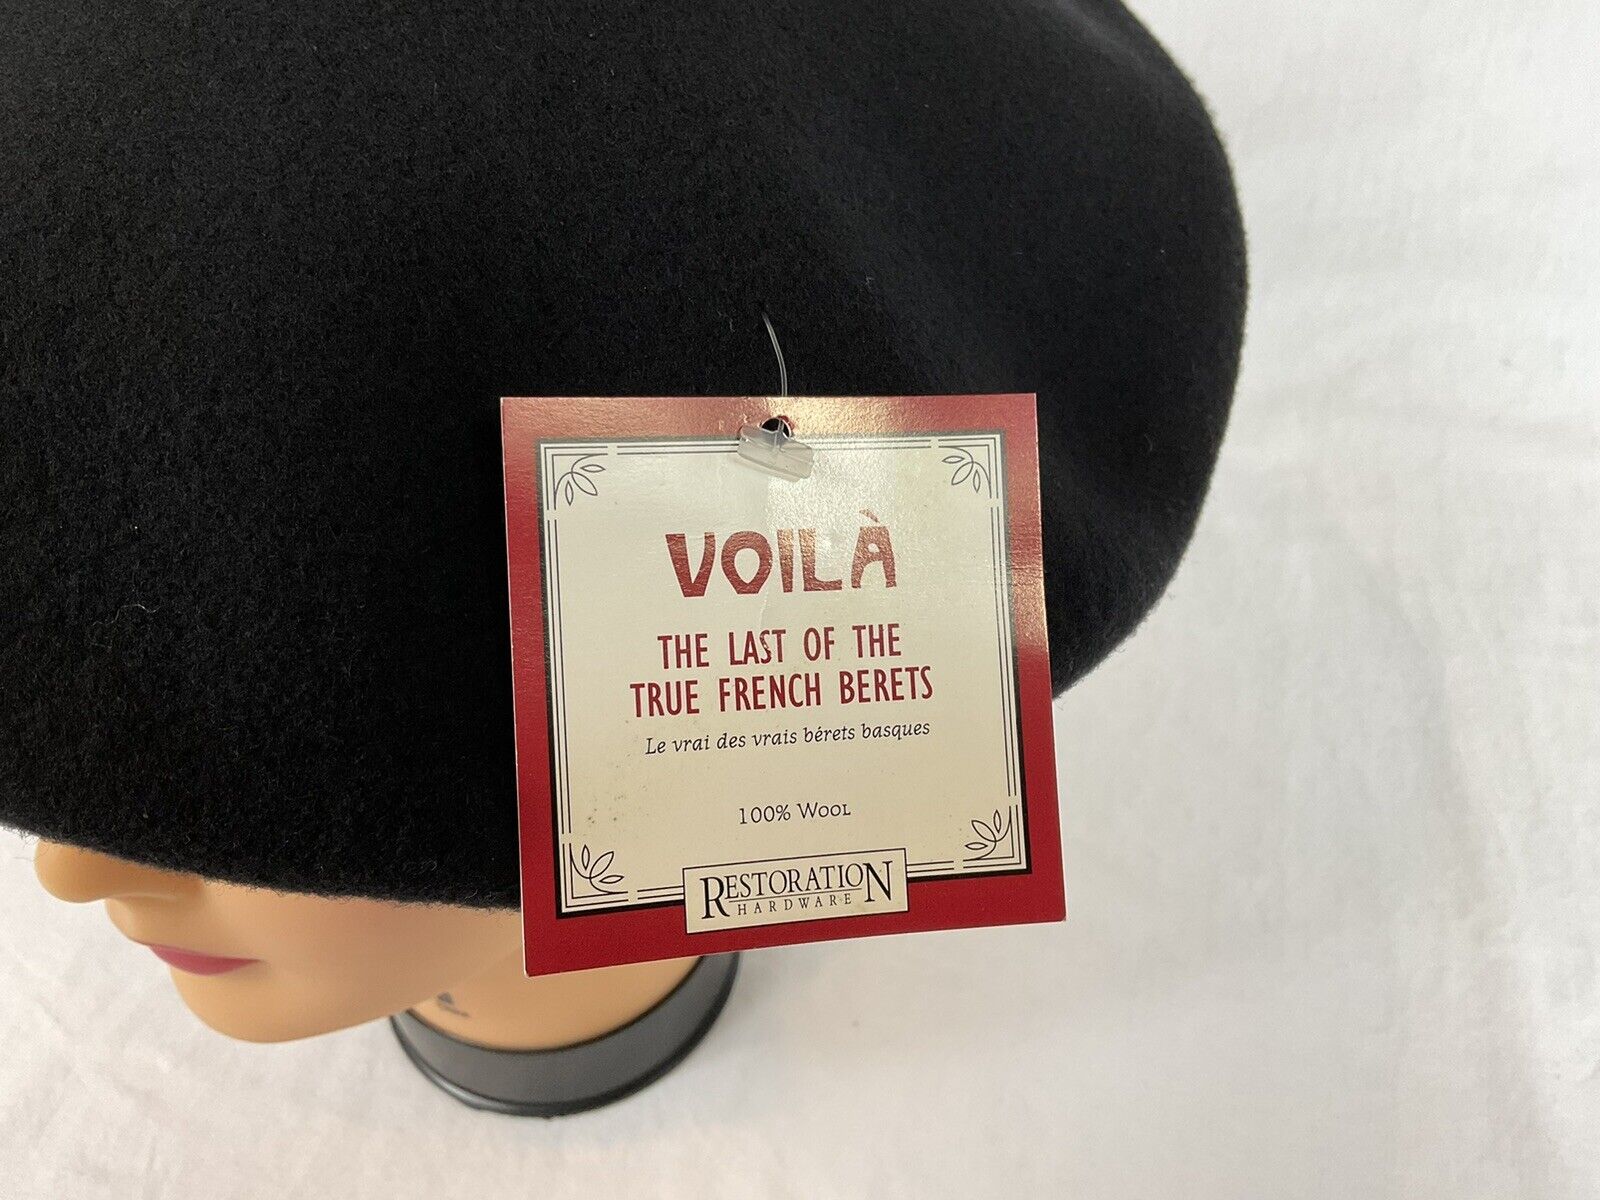 VOILÀ
THE LAST OF THE
TRUE FRENCH BERETS
Le vrai des vrais bérets basques
100% WOOL
RESTORATION
HARDWARE